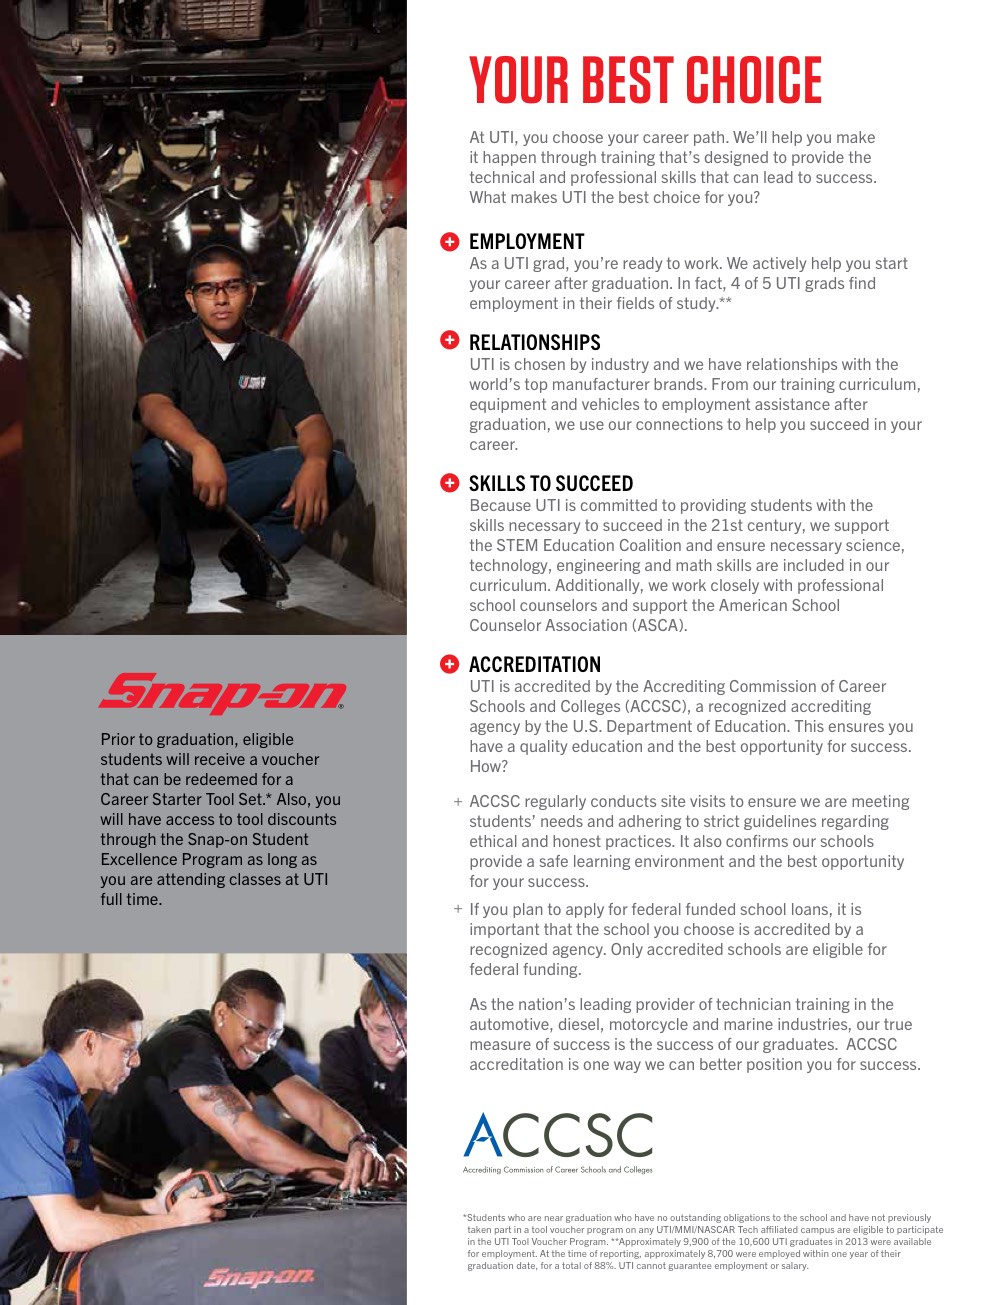 YOUR BEST CHOICE
At UTI, you choose your career path. We’ll help you make
it happen through training that’s designed to provide the
technical and professional skills that can lead to success.
What makes UTI the best choice for you?
EMPLOYMENT
As a UTI grad, you’re ready to work. We actively help you start
your career after graduation. In fact, 4 of 5 UTI grads find
employment in their fields of study.**
RELATIONSHIPS
UTI is chosen by industry and we have relationships with the
world’s top manufacturer brands. From our training curriculum,
equipment and vehicles to employment assistance after
graduation, we use our connections to help you succeed in your
career.
SKILLS TO SUCCEED
Because UTI is committed to providing students with the
skills necessary to succeed in the 21st century, we support
the STEM Education Coalition and ensure necessary science,
technology, engineering and math skills are included in our
curriculum. Additionally, we work closely with professional
school counselors and support the American School
Counselor Association (ASCA).
ACCREDITATION
UTI is accredited by the Accrediting Commission of Career
Schools and Colleges (ACCSC), a recognized accrediting
agency by the U.S. Department of Education. This ensures you
have a quality education and the best opportunity for success.
How?
+ ACCSC regularly conducts site visits to ensure we are meeting
students’ needs and adhering to strict guidelines regarding
ethical and honest practices. It also confirms our schools
provide a safe learning environment and the best opportunity
for your success.
+ If you plan to apply for federal funded school loans, it is
important that the school you choose is accredited by a
recognized agency. Only accredited schools are eligible for
federal funding.
As the nation’s leading provider of technician training in the
automotive, diesel, motorcycle and marine industries, our true
measure of success is the success of our graduates.  ACCSC
accreditation is one way we can better position you for success.
ACCSC
Accrediting Commission of Career Schools and Colleges
*Students who are near graduation who have no outstanding obligations to the school and have not previously
taken part in a tool voucher program on any UTI/MMI/NASCAR Tech affiliated campus are eligible to participate
in the UTI Tool Voucher Program. **Approximately 9,900 of the 10,600 UTI graduates in 2013 were available
for employment. At the time of reporting, approximately 8,700 were employed within one year of their
graduation date, for a total of 88%. UTI cannot guarantee employment or salary.
Snap-on®
Prior to graduation, eligible
students will receive a voucher
that can be redeemed for a
Career Starter Tool Set.* Also, you
will have access to tool discounts
through the Snap-on Student
Excellence Program as long as
you are attending classes at UTI
full time.
Snap-on